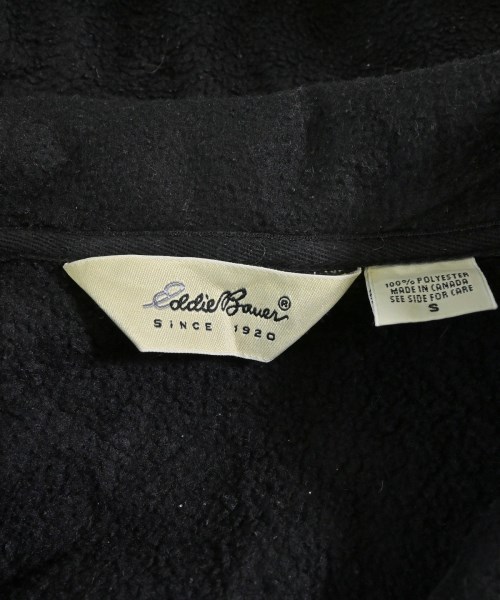 Eddie Bauer®
SINCE 1920
100% POLYESTER
MADE IN CANADA
SEE SIDE FOR CARE
S